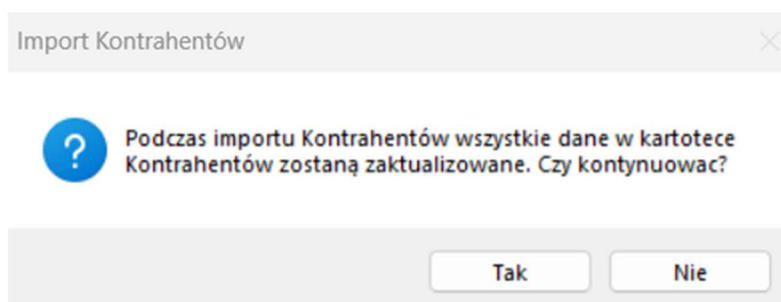 Import Kontrahentów
Podczas importu Kontrahentów wszystkie dane w kartotece
Kontrahentów zostaną zaktualizowane. Czy kontynuowac?
Tak
Nie